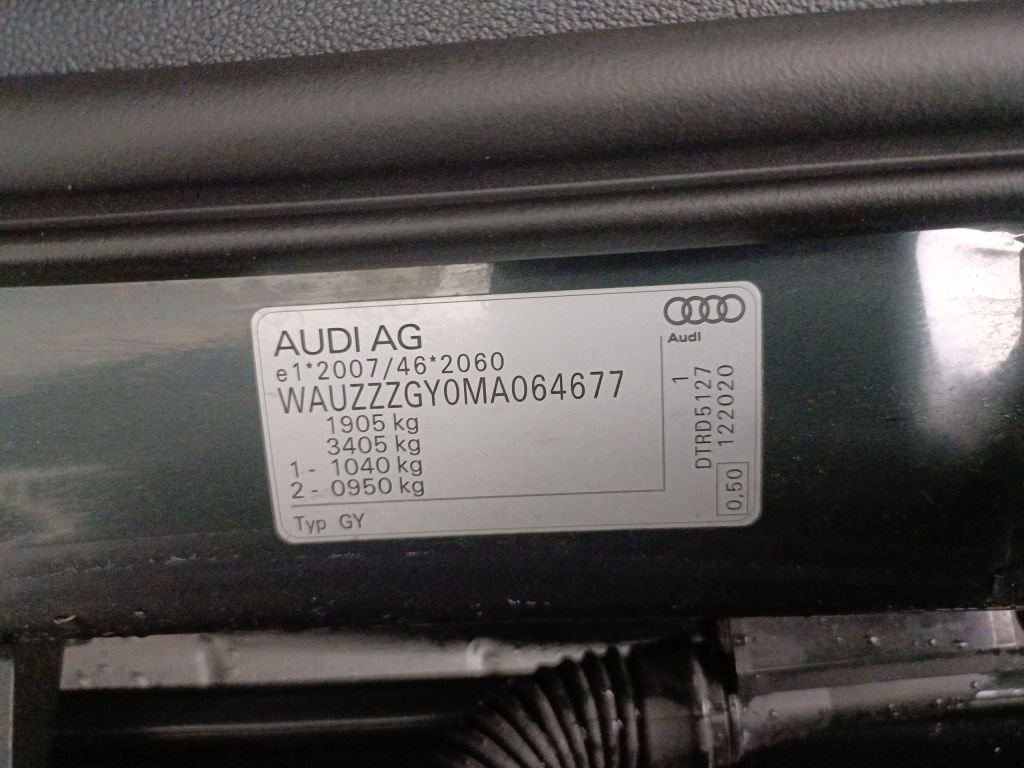 AUDI AG
e1*2007/46*2060
WAUZZZGY0MA064677
1905 kg
3405 kg
1 - 1040 kg
2 - 0950 kg
Typ GY
Audi
1
DTRD5127
122020
0,50